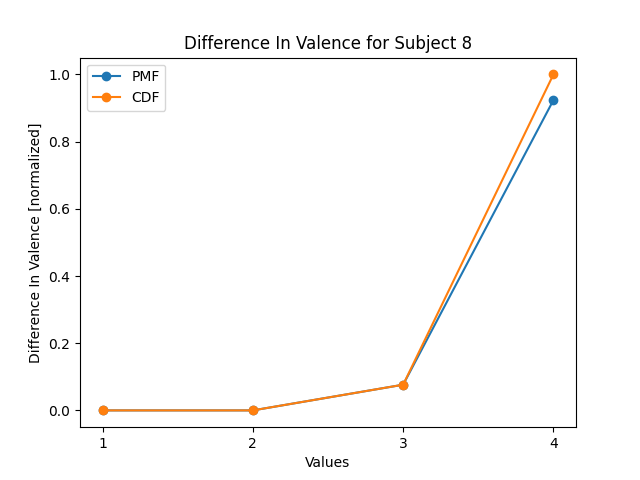 Difference In Valence for Subject 8
PMF
CDF
1.0
0.8
0.6
0.4
0.2
0.0
Difference In Valence [normalized]
1 2 3 4
Values